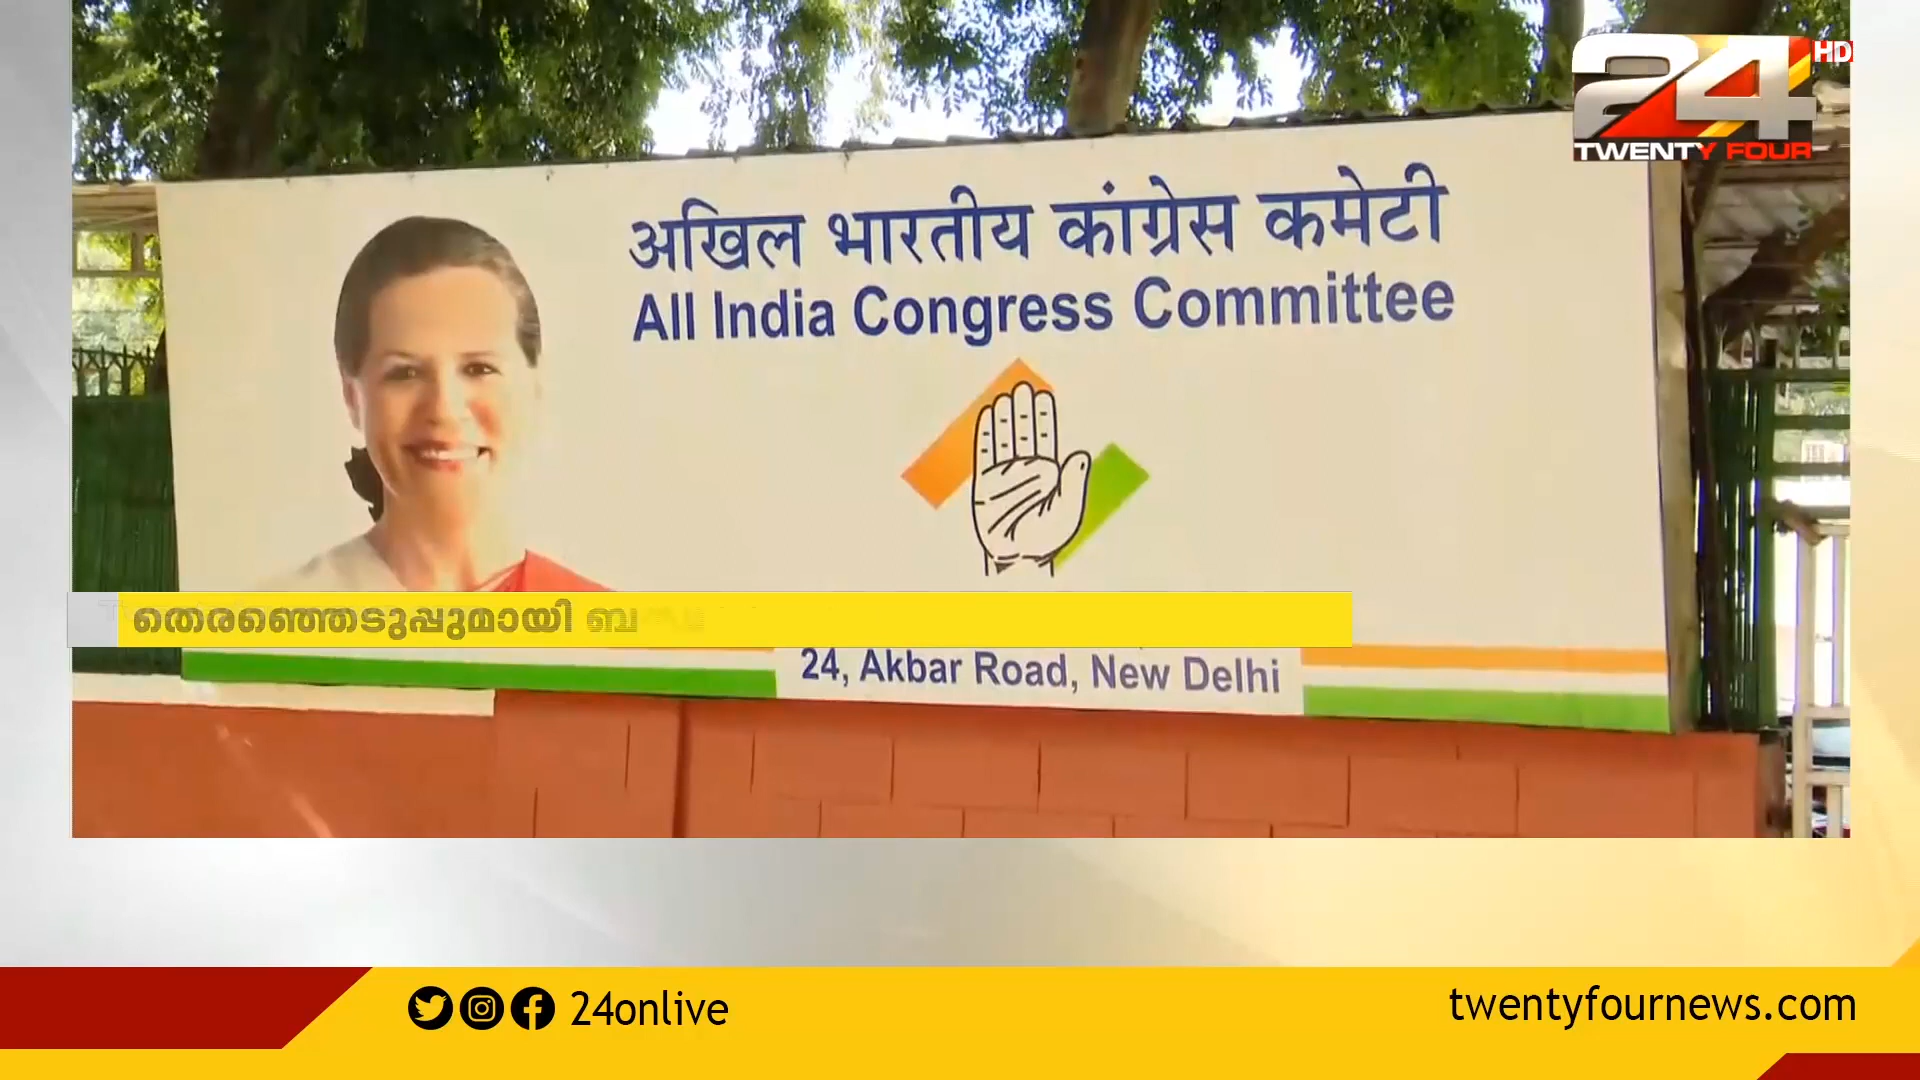 24 HD
TWENTY FOUR
अखिल भारतीय कांग्रेस कमेटी
All India Congress Committee
തെരഞ്ഞെടുപ്പുമായി
24, Akbar Road, New Delhi
24onlive
twentyfournews.com